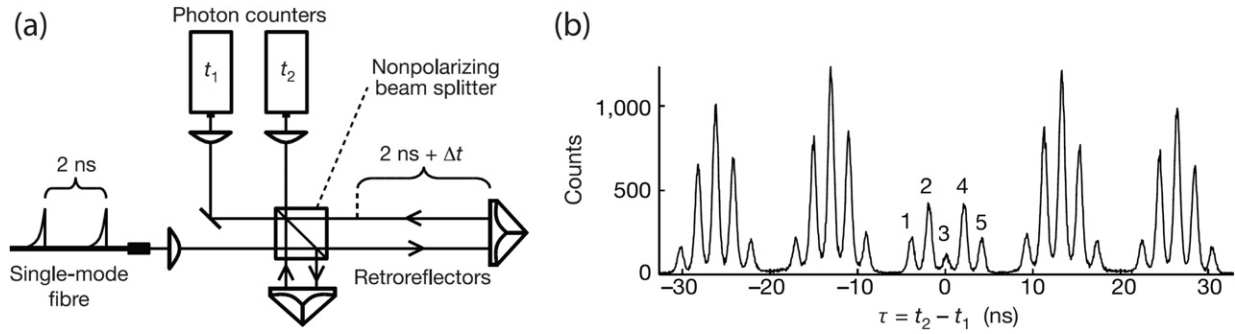 (a)
Photon counters
t1
t2
Nonpolarizing
beam splitter
2 ns
2 ns + Δt
Single-mode
fibre
Retroreflectors
(b)
Counts
1,000
500
0
1
2
3
4
5
−30
−20
−10
0
10
20
30
τ = t2 − t1 (ns)